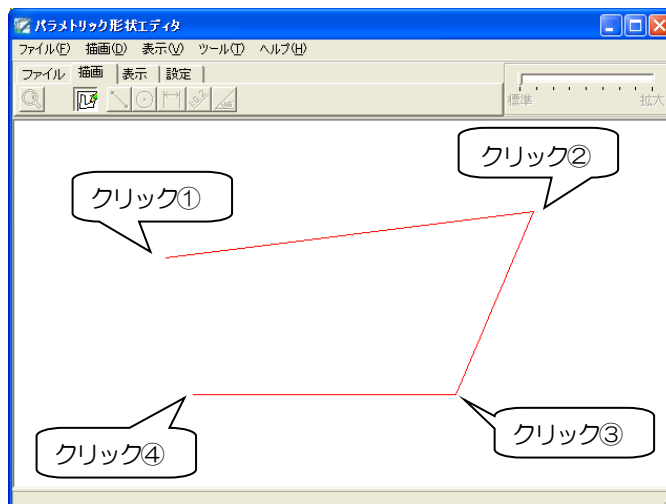 パラメトリック形状エディタ
ファイル(F) 描画(D) 表示(V) ツール(T) ヘルプ(H)
ファイル 描画 表示 設定
10.2
標準 拡大
クリック①
クリック②
クリック③
クリック④